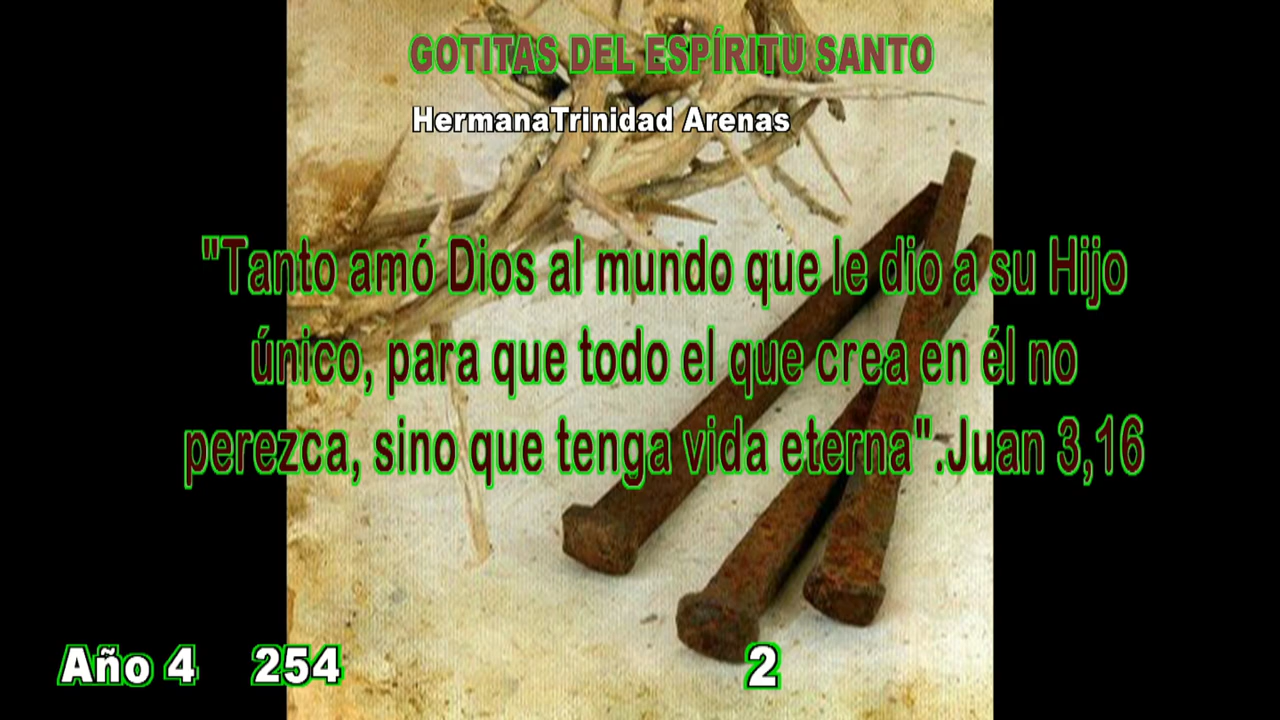 GOTITAS DEL ESPÍRITU SANTO
HermanaTrinidad Arenas
"Tanto amó Dios al mundo que le dio a su Hijo
único, para que todo el que crea en él no
perezca, sino que tenga vida eterna".Juan 3,16
Año 4 254 2